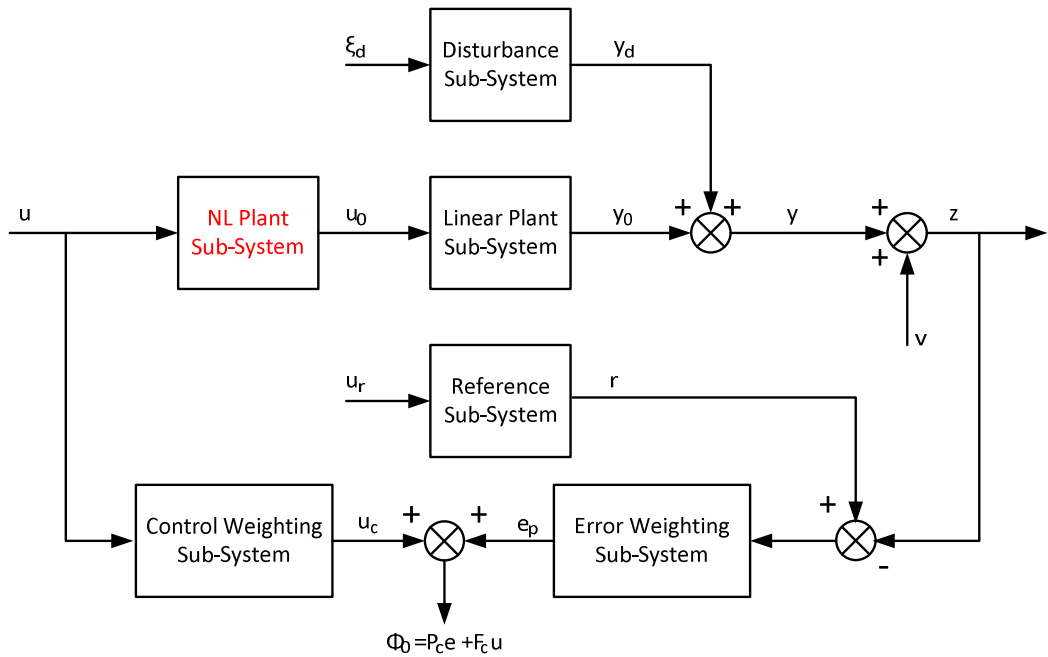 ξd
Disturbance
Sub-System
yd
u
NL Plant
Sub-System
u0
Linear Plant
Sub-System
y0
+ +
y
+
+
z
v
ur
Reference
Sub-System
r
Control Weighting
Sub-System
uc
+
+
ep
Error Weighting
Sub-System
+
-
Φ0 =Pce +Fcu